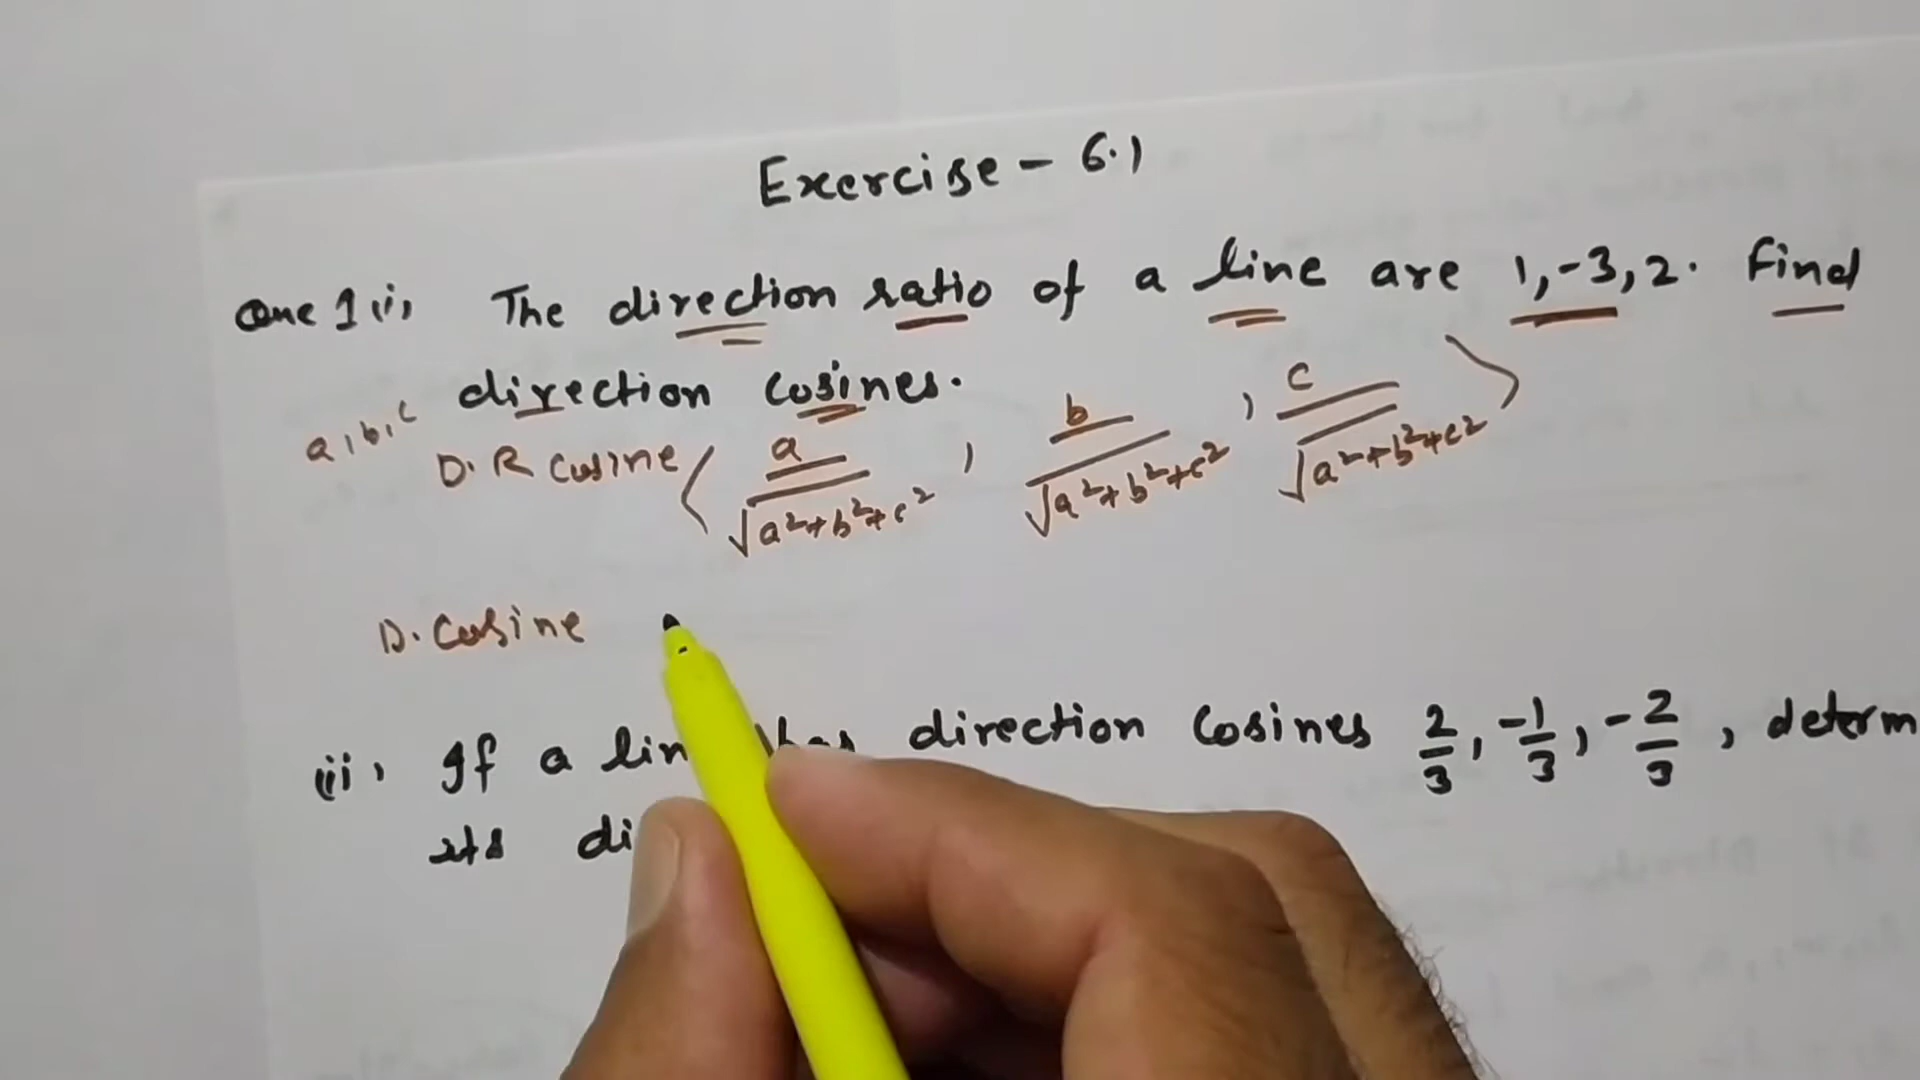 Exercise - 6.1
1 (i) The direction ratio of a line are 1, -3, 2. Find
direction cosines.
a, b, c D.R cosine ⟨ a/√a²+b²+c² , b/√a²+b²+c² , c/√a²+b²+c² ⟩
D. cosine
(ii) If a lin has direction cosines 2/3, -1/3, -2/3, determ
its di